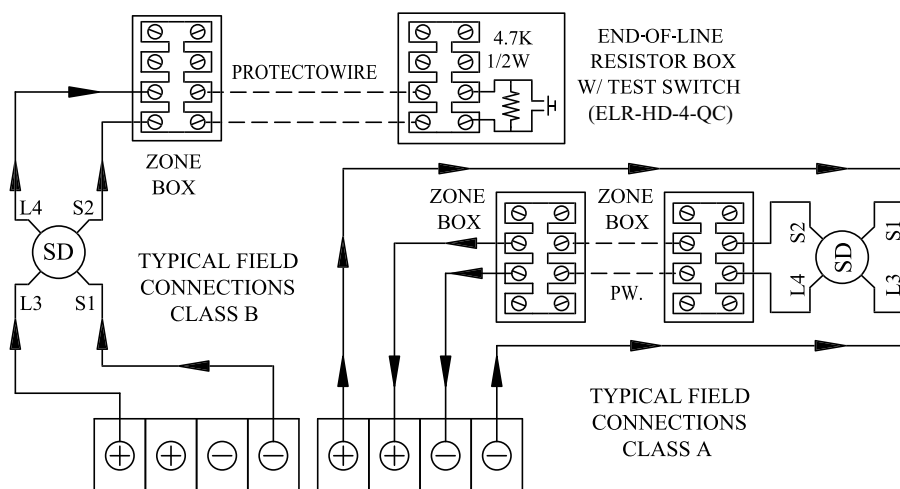 4.7K
1/2W
END-OF-LINE
RESISTOR BOX
W/ TEST SWITCH
(ELR-HD-4-QC)
PROTECTOWIRE
ZONE
BOX
L4
S2
SD
L3
S1
TYPICAL FIELD
CONNECTIONS
CLASS B
ZONE
BOX
ZONE
BOX
PW.
S2
S1
SD
L4
L3
TYPICAL FIELD
CONNECTIONS
CLASS A
+ + − −
+ + − −